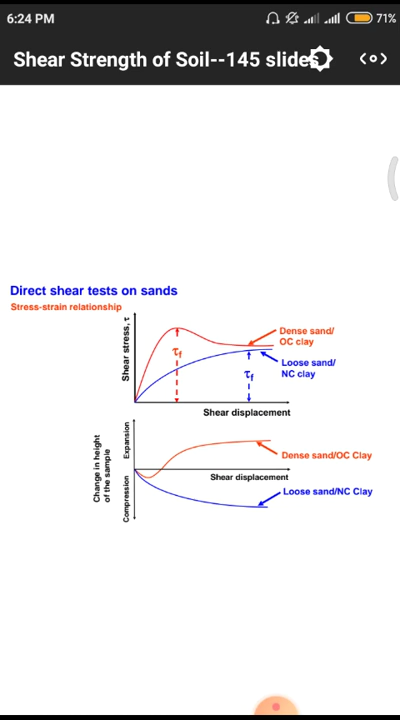 6:24 PM
71%
Shear Strength of Soil--145 slides
Direct shear tests on sands
Stress-strain relationship
Shear stress, τ
Dense sand/
OC clay
τf
Loose sand/
NC clay
τf
Shear displacement
Change in height
of the sample
Expansion
Compression
Dense sand/OC Clay
Shear displacement
Loose sand/NC Clay